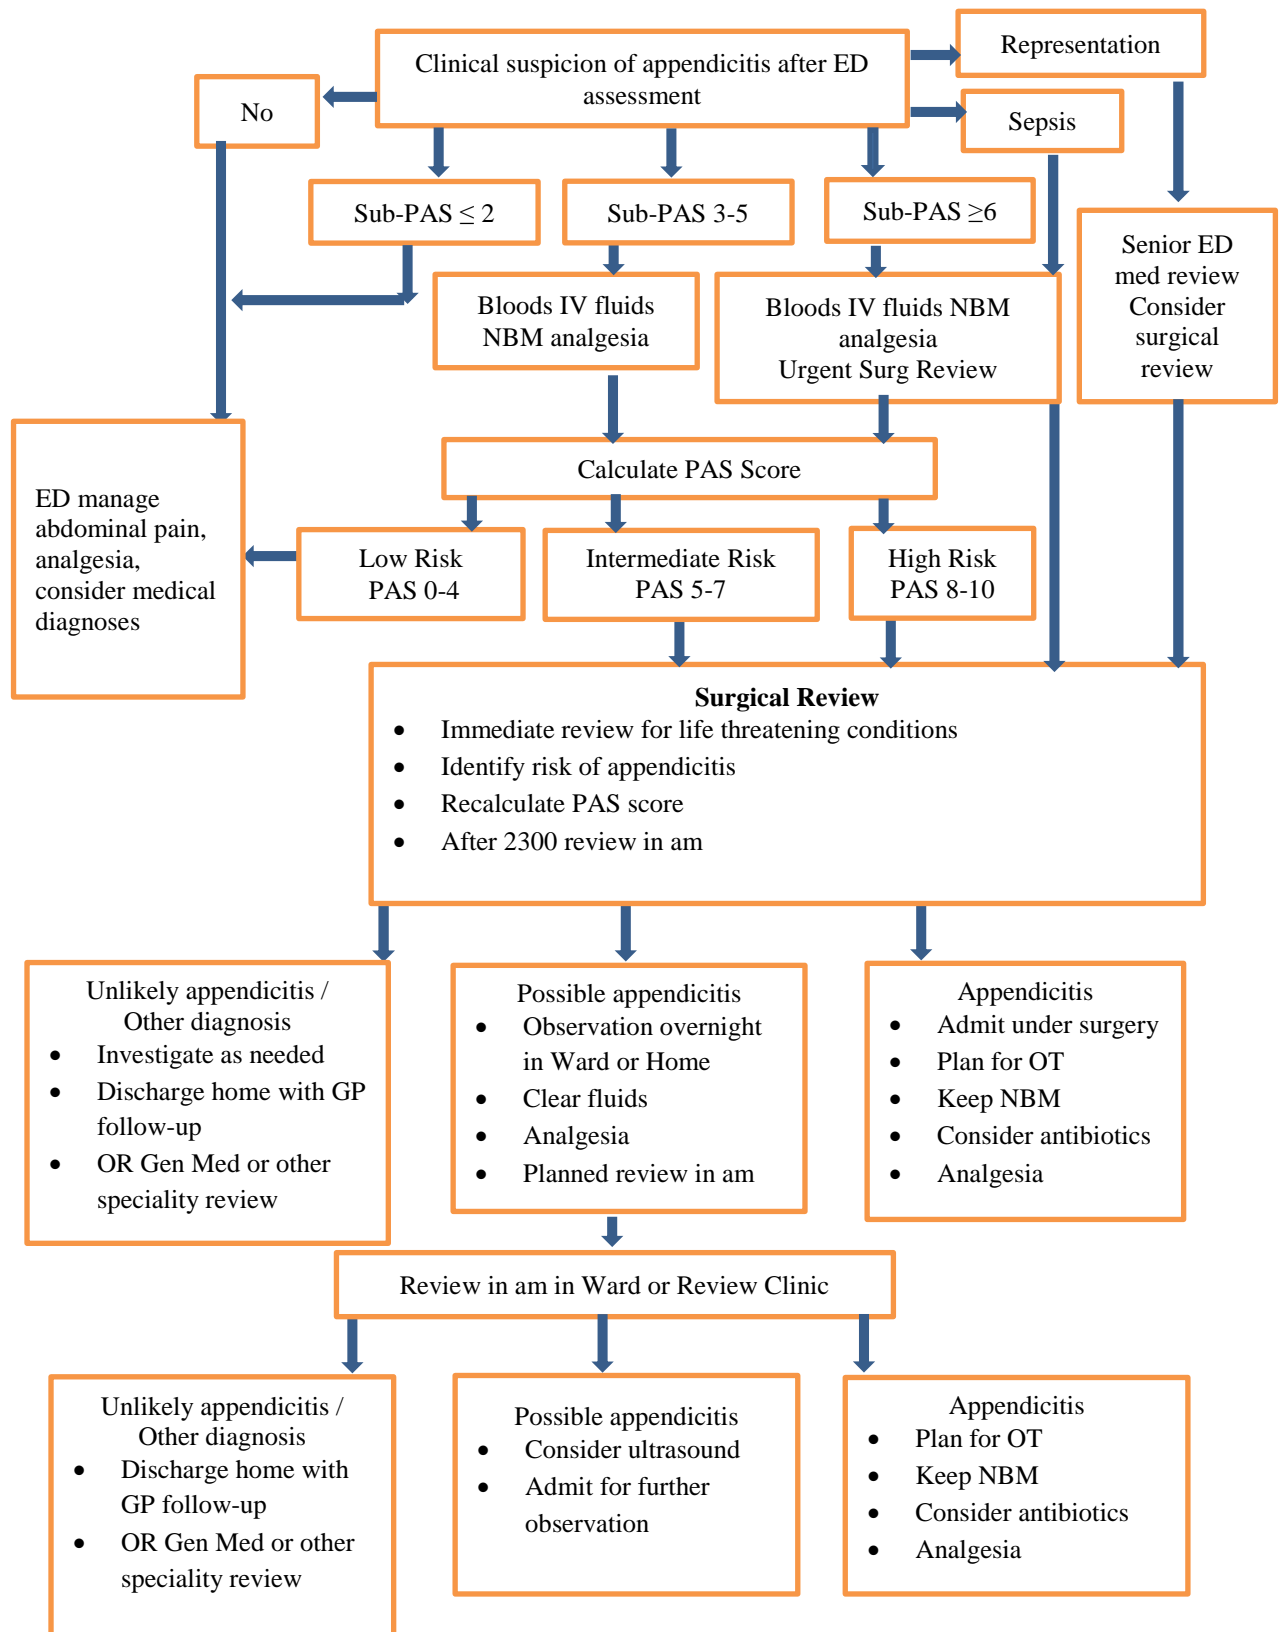 Clinical suspicion of appendicitis after ED
assessment
Representation
No
Sepsis
Sub-PAS ≤ 2
Sub-PAS 3-5
Sub-PAS ≥6
Senior ED
med review
Consider
surgical
review
Bloods IV fluids
NBM analgesia
Bloods IV fluids NBM
analgesia
Urgent Surg Review
Calculate PAS Score
ED manage
abdominal pain,
analgesia,
consider medical
diagnoses
Low Risk
PAS 0-4
Intermediate Risk
PAS 5-7
High Risk
PAS 8-10
Surgical Review
• Immediate review for life threatening conditions
• Identify risk of appendicitis
• Recalculate PAS score
• After 2300 review in am
Unlikely appendicitis /
Other diagnosis
• Investigate as needed
• Discharge home with GP
follow-up
• OR Gen Med or other
speciality review
Possible appendicitis
• Observation overnight
in Ward or Home
• Clear fluids
• Analgesia
• Planned review in am
Appendicitis
• Admit under surgery
• Plan for OT
• Keep NBM
• Consider antibiotics
• Analgesia
Review in am in Ward or Review Clinic
Unlikely appendicitis /
Other diagnosis
• Discharge home with
GP follow-up
• OR Gen Med or other
speciality review
Possible appendicitis
• Consider ultrasound
• Admit for further
observation
Appendicitis
• Plan for OT
• Keep NBM
• Consider antibiotics
• Analgesia